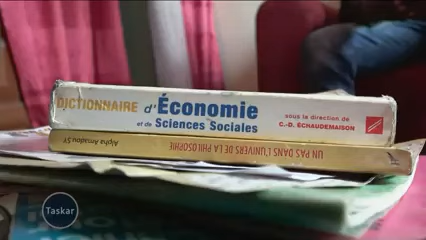 DICTIONNAIRE d'Économie
et de Sciences Sociales
sous la direction de
C.-D. ECHAUDEMAISON
UN PAS DANS L'UNIVERS DE LA PHILOSOPHIE
Alpha Amadou SY
Taskar